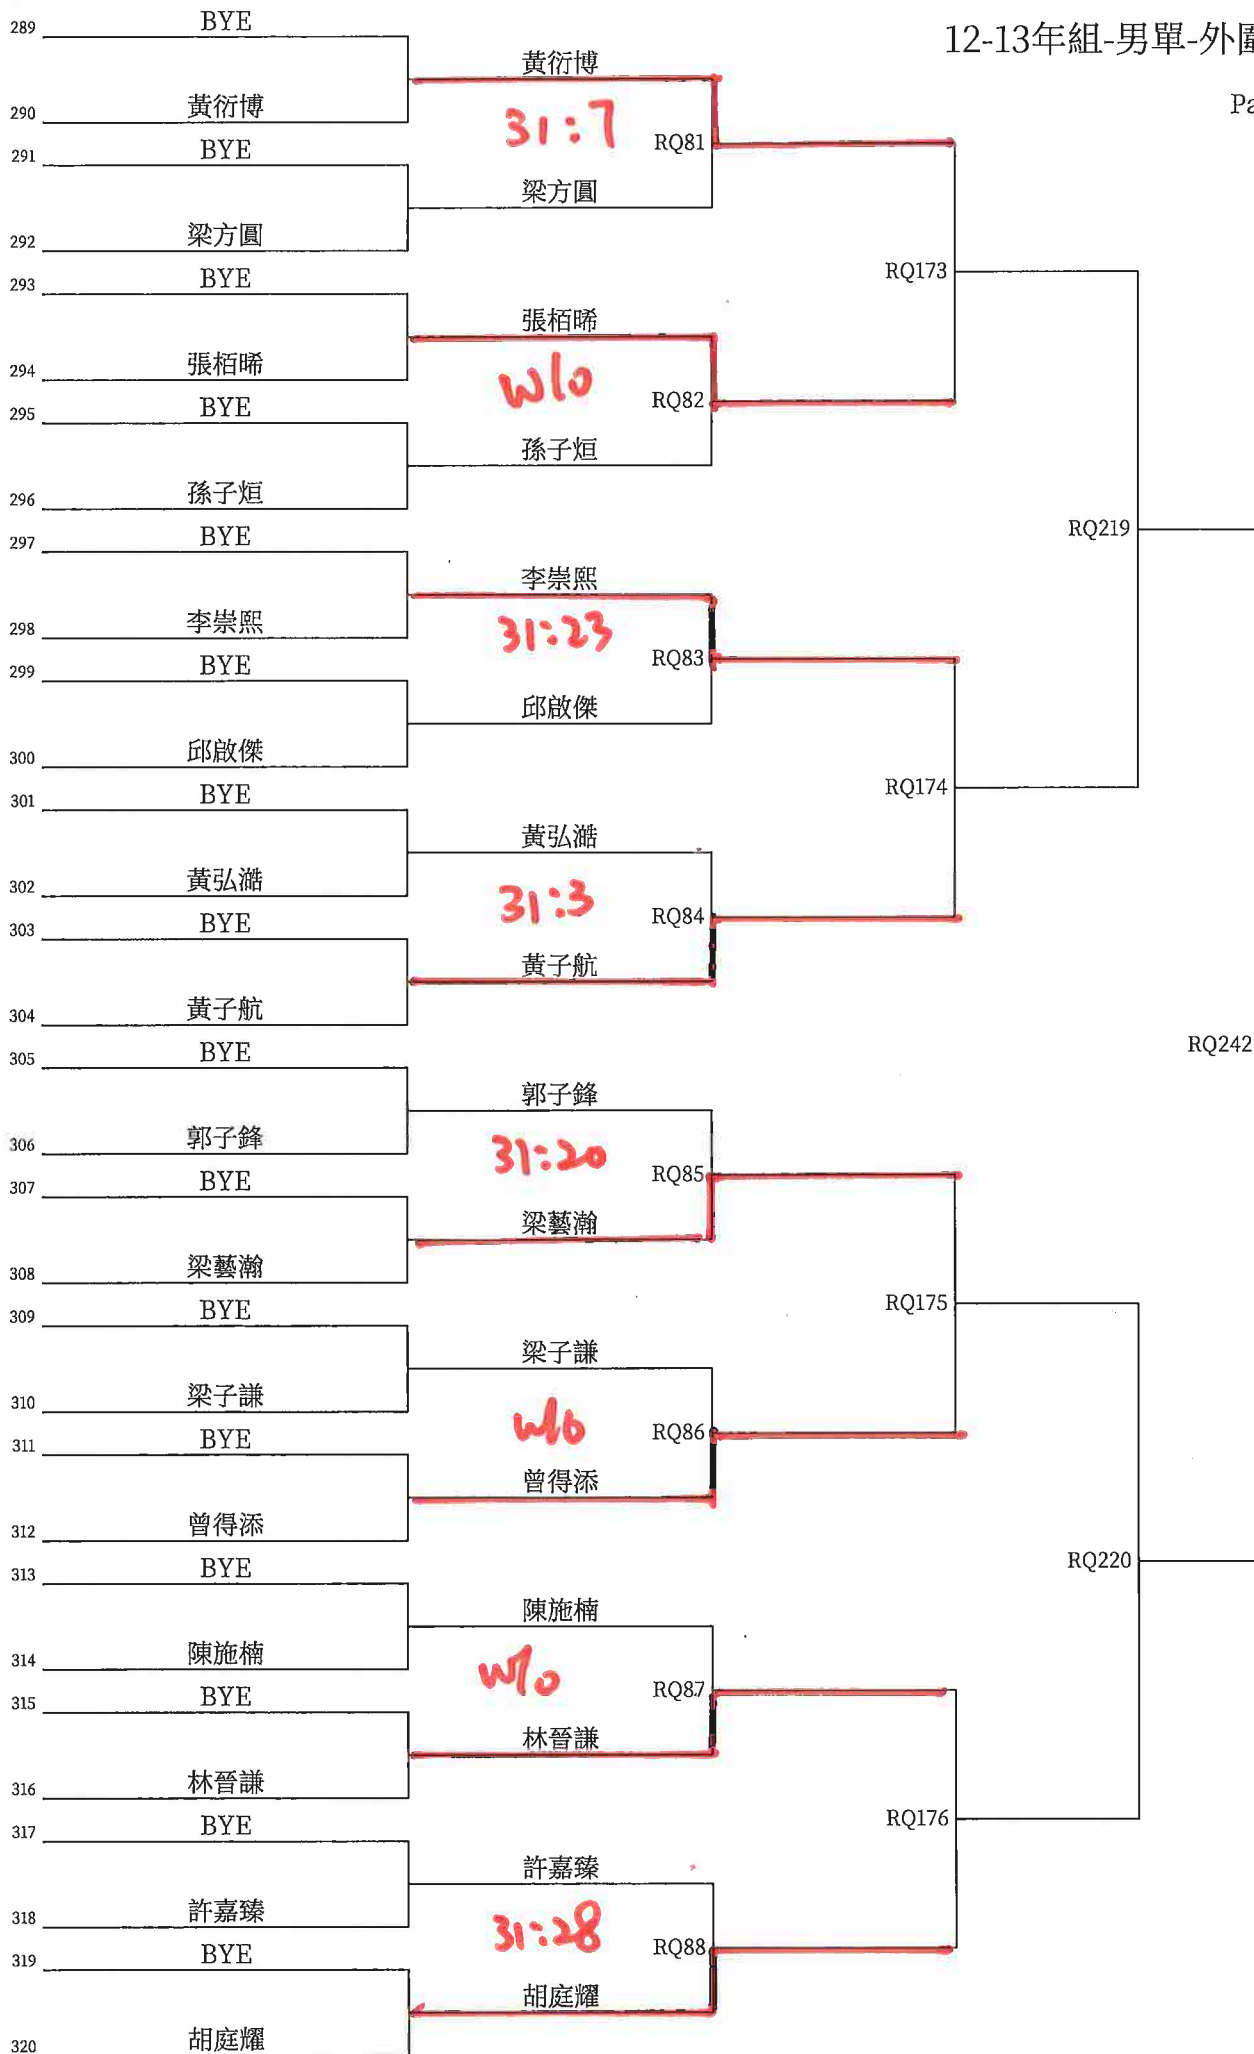 12-13年組-男單-外圍
Pa
289 BYE
黃衍博
290 黃衍博
31:7
RQ81
291 BYE
梁方圓
292 梁方圓
RQ173
293 BYE
張栢晞
294 張栢晞
w/o
RQ82
295 BYE
孫子烜
296 孫子烜
RQ219
297 BYE
李崇熙
298 李崇熙
31:23
RQ83
299 BYE
邱啟傑
300 邱啟傑
RQ174
301 BYE
黃弘澔
302 黃弘澔
31:3
RQ84
303 BYE
黃子航
304 黃子航
RQ242
305 BYE
郭子鋒
306 郭子鋒
31:20
RQ85
307 BYE
梁藝瀚
308 梁藝瀚
RQ175
309 BYE
梁子謙
310 梁子謙
w/o
RQ86
311 BYE
曾得添
312 曾得添
RQ220
313 BYE
陳施楠
314 陳施楠
w/o
RQ87
315 BYE
林晉謙
316 林晉謙
RQ176
317 BYE
許嘉臻
318 許嘉臻
31:28
RQ88
319 BYE
胡庭耀
320 胡庭耀